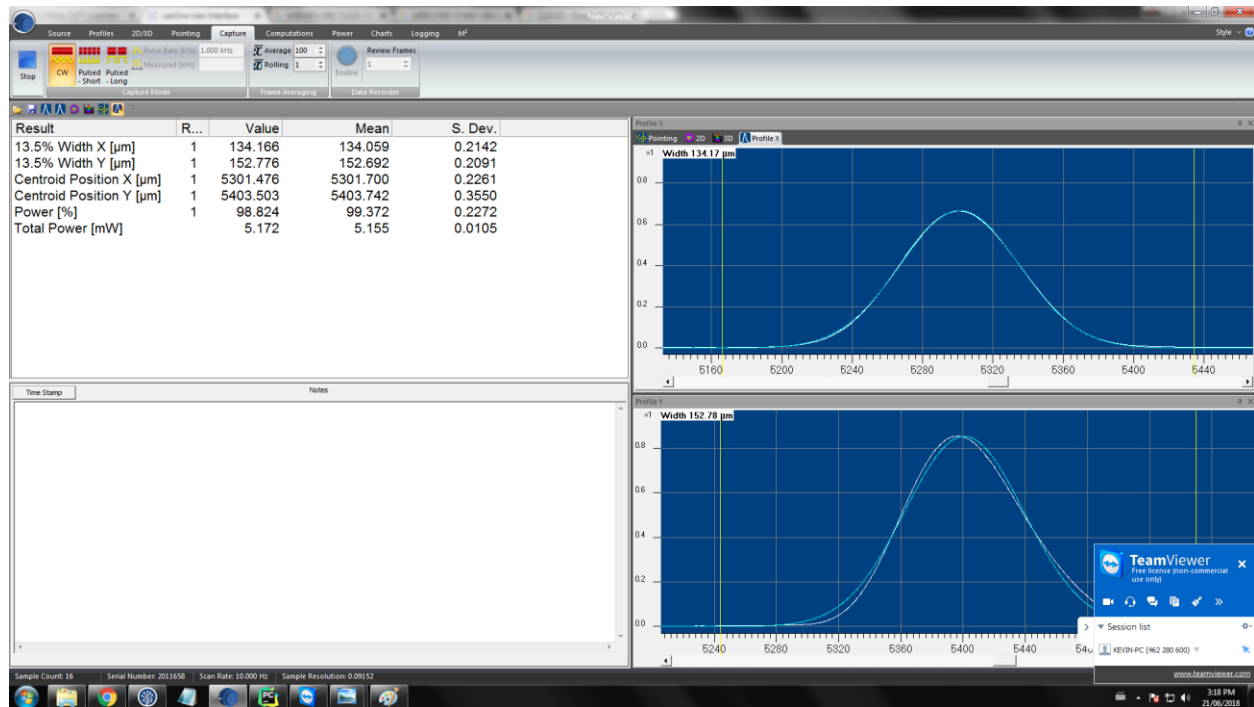 NanoScan v2
Source Profiles 2D/3D Pointing Capture Computations Power Charts Logging M² Style
Stop
CW
Pulsed - Short
Pulsed - Long
Pulse Rate [kHz] 1.000 kHz
Measured [kHz]
Capture Mode
Average 100
Rolling 1
Frame Averaging
Enable
Review Frames
1
Data Recorder
Result R... Value Mean S. Dev.
13.5% Width X [µm] 1 134.166 134.059 0.2142
13.5% Width Y [µm] 1 152.776 152.692 0.2091
Centroid Position X [µm] 1 5301.476 5301.700 0.2261
Centroid Position Y [µm] 1 5403.503 5403.742 0.3550
Power [%] 1 98.824 99.372 0.2272
Total Power [mW] 5.172 5.155 0.0105
Time Stamp Notes
Profile X
Pointing 2D 3D Profile X
×1 Width 134.17 µm
0.8
0.6
0.4
0.2
0.0
5160 5200 5240 5280 5320 5360 5400 5440
Profile Y
×1 Width 152.78 µm
0.8
0.6
0.4
0.2
0.0
5240 5280 5320 5360 5400 5440
TeamViewer
Free license (non-commercial
use only)
Session list
KEVIN-PC (462 280 600)
www.teamviewer.com
Sample Count: 16 Serial Number: 2011658 Scan Rate: 10.000 Hz Sample Resolution: 0.09152
PC
3:18 PM
21/06/2018